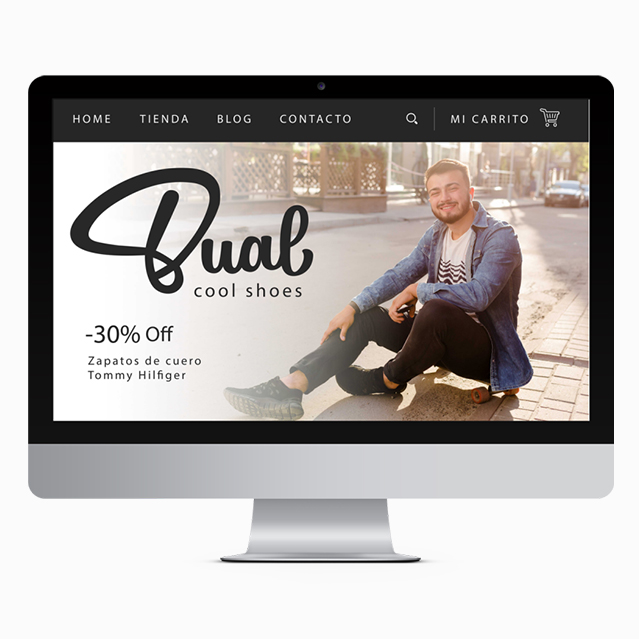 HOME TIENDA BLOG CONTACTO MI CARRITO
Dual
cool shoes
-30% Off
Zapatos de cuero
Tommy Hilfiger